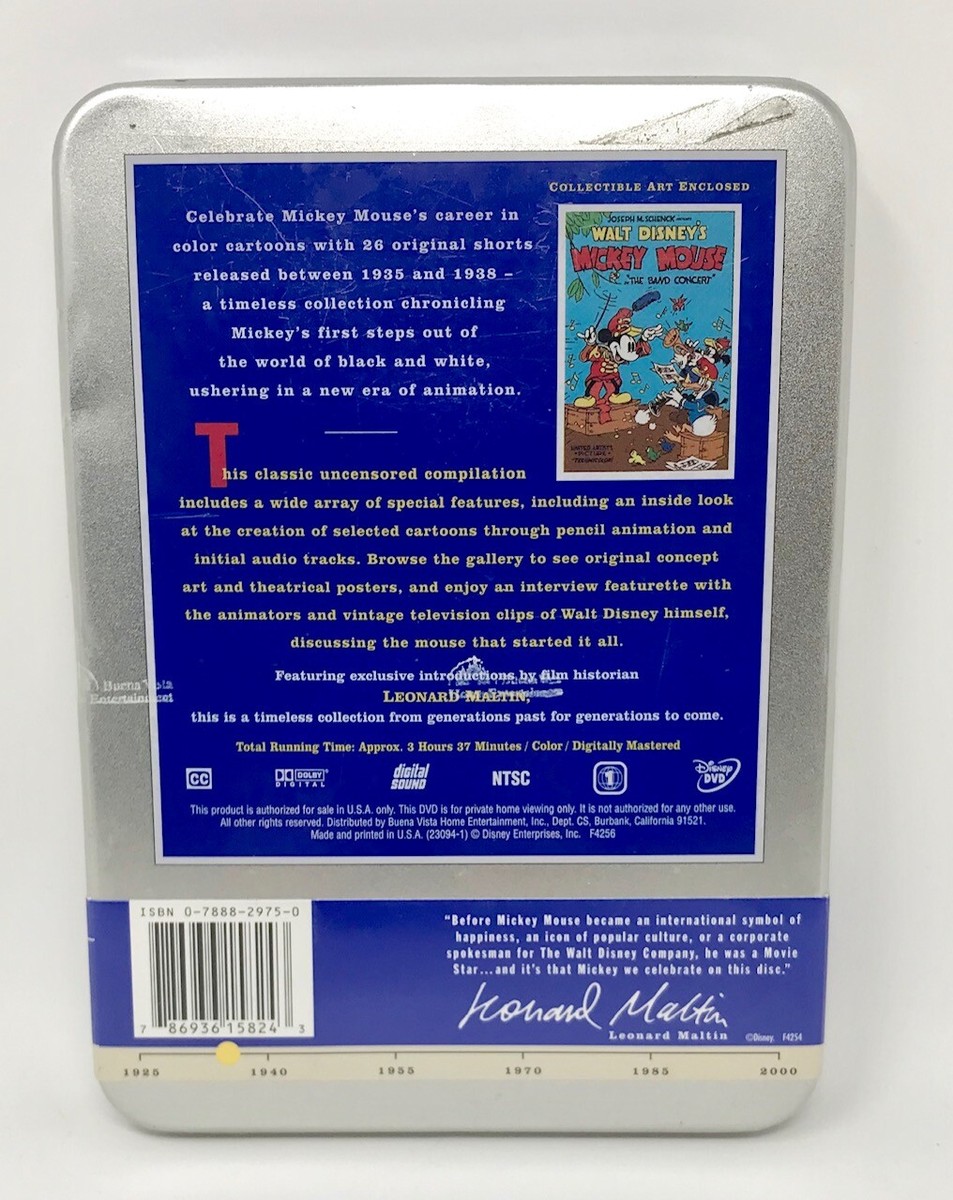 COLLECTIBLE ART ENCLOSED
Celebrate Mickey Mouse's career in
color cartoons with 26 original shorts
released between 1935 and 1938 –
a timeless collection chronicling
Mickey's first steps out of
the world of black and white,
ushering in a new era of animation.
JOSEPH M. SCHENCK PRESENTS
WALT DISNEY'S
MICKEY MOUSE
IN "THE BAND CONCERT"
UNITED ARTISTS
PICTURE
TECHNICOLOR
This classic uncensored compilation
includes a wide array of special features, including an inside look
at the creation of selected cartoons through pencil animation and
initial audio tracks. Browse the gallery to see original concept
art and theatrical posters, and enjoy an interview featurette with
the animators and vintage television clips of Walt Disney himself,
discussing the mouse that started it all.
Featuring exclusive introductions by film historian
LEONARD MALTIN,
this is a timeless collection from generations past for generations to come.
Buena Vista
Entertainment
Total Running Time: Approx. 3 Hours 37 Minutes / Color / Digitally Mastered
CC
DOLBY
DIGITAL
digital
SOUND
NTSC
1
Disney
DVD
This product is authorized for sale in U.S.A. only. This DVD is for private home viewing only. It is not authorized for any other use.
All other rights reserved. Distributed by Buena Vista Home Entertainment, Inc., Dept. CS, Burbank, California 91521.
Made and printed in U.S.A. (23094-1) © Disney Enterprises, Inc. F4256
ISBN 0-7888-2975-0
7 86936 15824 3
"Before Mickey Mouse became an international symbol of
happiness, an icon of popular culture, or a corporate
spokesman for The Walt Disney Company, he was a Movie
Star...and it's that Mickey we celebrate on this disc."
Leonard Maltin
Leonard Maltin
©Disney. F4254
1925 1940 1955 1970 1985 2000